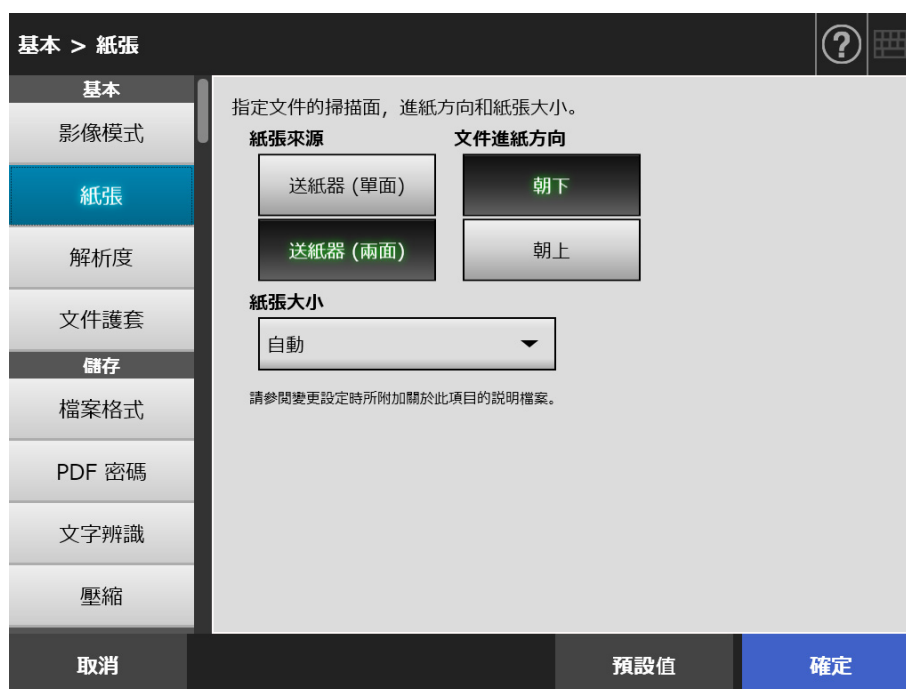 基本 > 紙張
?
基本
影像模式
紙張
解析度
文件護套
儲存
檔案格式
PDF 密碼
文字辨識
壓縮
指定文件的掃描面，進紙方向和紙張大小。
紙張來源 文件進紙方向
送紙器 (單面) 朝下
送紙器 (兩面) 朝上
紙張大小
自動
請參閱變更設定時所附加關於此項目的説明檔案。
取消 預設值 確定